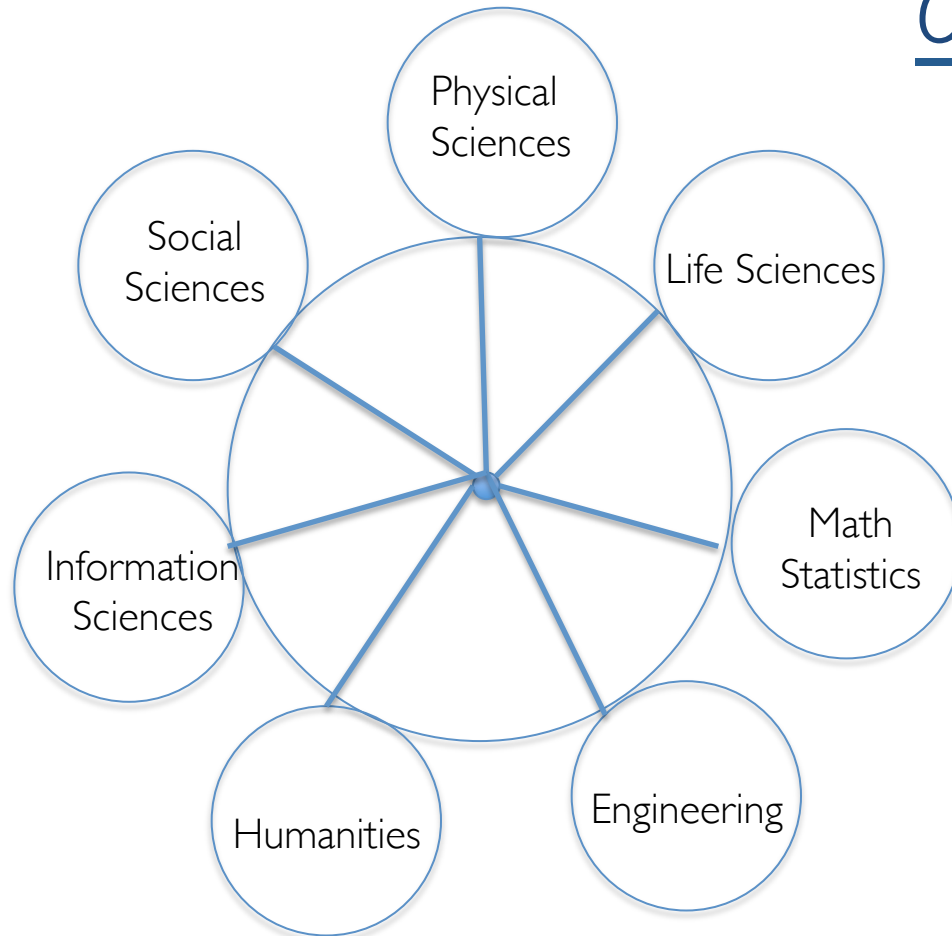 Physical
Sciences
Social
Sciences
Life Sciences
Math
Statistics
Information
Sciences
Engineering
Humanities